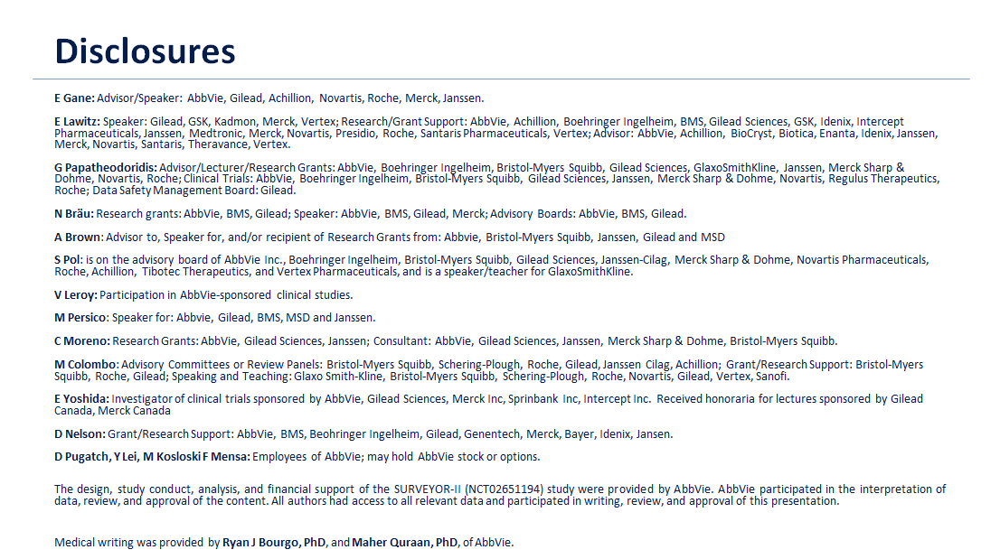 Disclosures
E Gane: Advisor/Speaker: AbbVie, Gilead, Achillion, Novartis, Roche, Merck, Janssen.
E Lawitz: Speaker: Gilead, GSK, Kadmon, Merck, Vertex; Research/Grant Support: AbbVie, Achillion, Boehringer Ingelheim, BMS, Gilead Sciences, GSK, Idenix, Intercept
Pharmaceuticals, Janssen, Medtronic, Merck, Novartis, Presidio, Roche, Santaris Pharmaceuticals, Vertex; Advisor: AbbVie, Achillion, BioCryst, Biotica, Enanta, Idenix, Janssen,
Merck, Novartis, Santaris, Theravance, Vertex.
G Papatheodoridis: Advisor/Lecturer/Research Grants: AbbVie, Boehringer Ingelheim, Bristol-Myers Squibb, Gilead Sciences, GlaxoSmithKline, Janssen, Merck Sharp &
Dohme, Novartis, Roche; Clinical Trials: AbbVie, Boehringer Ingelheim, Bristol-Myers Squibb, Gilead Sciences, Janssen, Merck Sharp & Dohme, Novartis, Regulus Therapeutics,
Roche; Data Safety Management Board: Gilead.
N Bräu: Research grants: AbbVie, BMS, Gilead; Speaker: AbbVie, BMS, Gilead, Merck; Advisory Boards: AbbVie, BMS, Gilead.
A Brown: Advisor to, Speaker for, and/or recipient of Research Grants from: Abbvie, Bristol-Myers Squibb, Janssen, Gilead and MSD
S Pol: is on the advisory board of AbbVie Inc., Boehringer Ingelheim, Bristol-Myers Squibb, Gilead Sciences, Janssen-Cilag, Merck Sharp & Dohme, Novartis Pharmaceuticals,
Roche, Achillion, Tibotec Therapeutics, and Vertex Pharmaceuticals, and is a speaker/teacher for GlaxoSmithKline.
V Leroy: Participation in AbbVie-sponsored clinical studies.
M Persico: Speaker for: Abbvie, Gilead, BMS, MSD and Janssen.
C Moreno: Research Grants: AbbVie, Gilead Sciences, Janssen; Consultant: AbbVie, Gilead Sciences, Janssen, Merck Sharp & Dohme, Bristol-Myers Squibb.
M Colombo: Advisory Committees or Review Panels: Bristol-Myers Squibb, Schering-Plough, Roche, Gilead, Janssen Cilag, Achillion; Grant/Research Support: Bristol-Myers
Squibb, Roche, Gilead; Speaking and Teaching: Glaxo Smith-Kline, Bristol-Myers Squibb, Schering-Plough, Roche, Novartis, Gilead, Vertex, Sanofi.
E Yoshida: Investigator of clinical trials sponsored by AbbVie, Gilead Sciences, Merck Inc, Sprinbank Inc, Intercept Inc. Received honoraria for lectures sponsored by Gilead
Canada, Merck Canada
D Nelson: Grant/Research Support: AbbVie, BMS, Beohringer Ingelheim, Gilead, Genentech, Merck, Bayer, Idenix, Jansen.
D Pugatch, Y Lei, M Kosloski F Mensa: Employees of AbbVie; may hold AbbVie stock or options.
The design, study conduct, analysis, and financial support of the SURVEYOR-II (NCT02651194) study were provided by AbbVie. AbbVie participated in the interpretation of
data, review, and approval of the content. All authors had access to all relevant data and participated in writing, review, and approval of this presentation.
Medical writing was provided by Ryan J Bourgo, PhD, and Maher Quraan, PhD, of AbbVie.